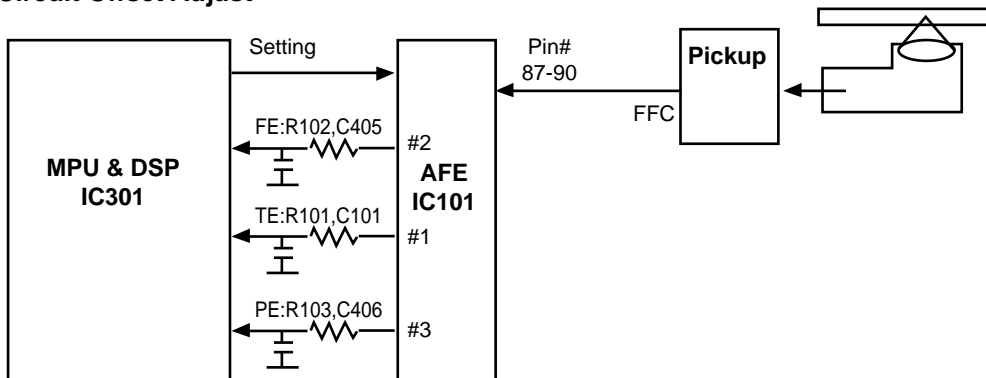 Circuit Offset Adjust
Setting
Pin#
87-90
Pickup
FFC
FE:R102,C405
#2
MPU & DSP
IC301
AFE
IC101
TE:R101,C101
#1
PE:R103,C406
#3